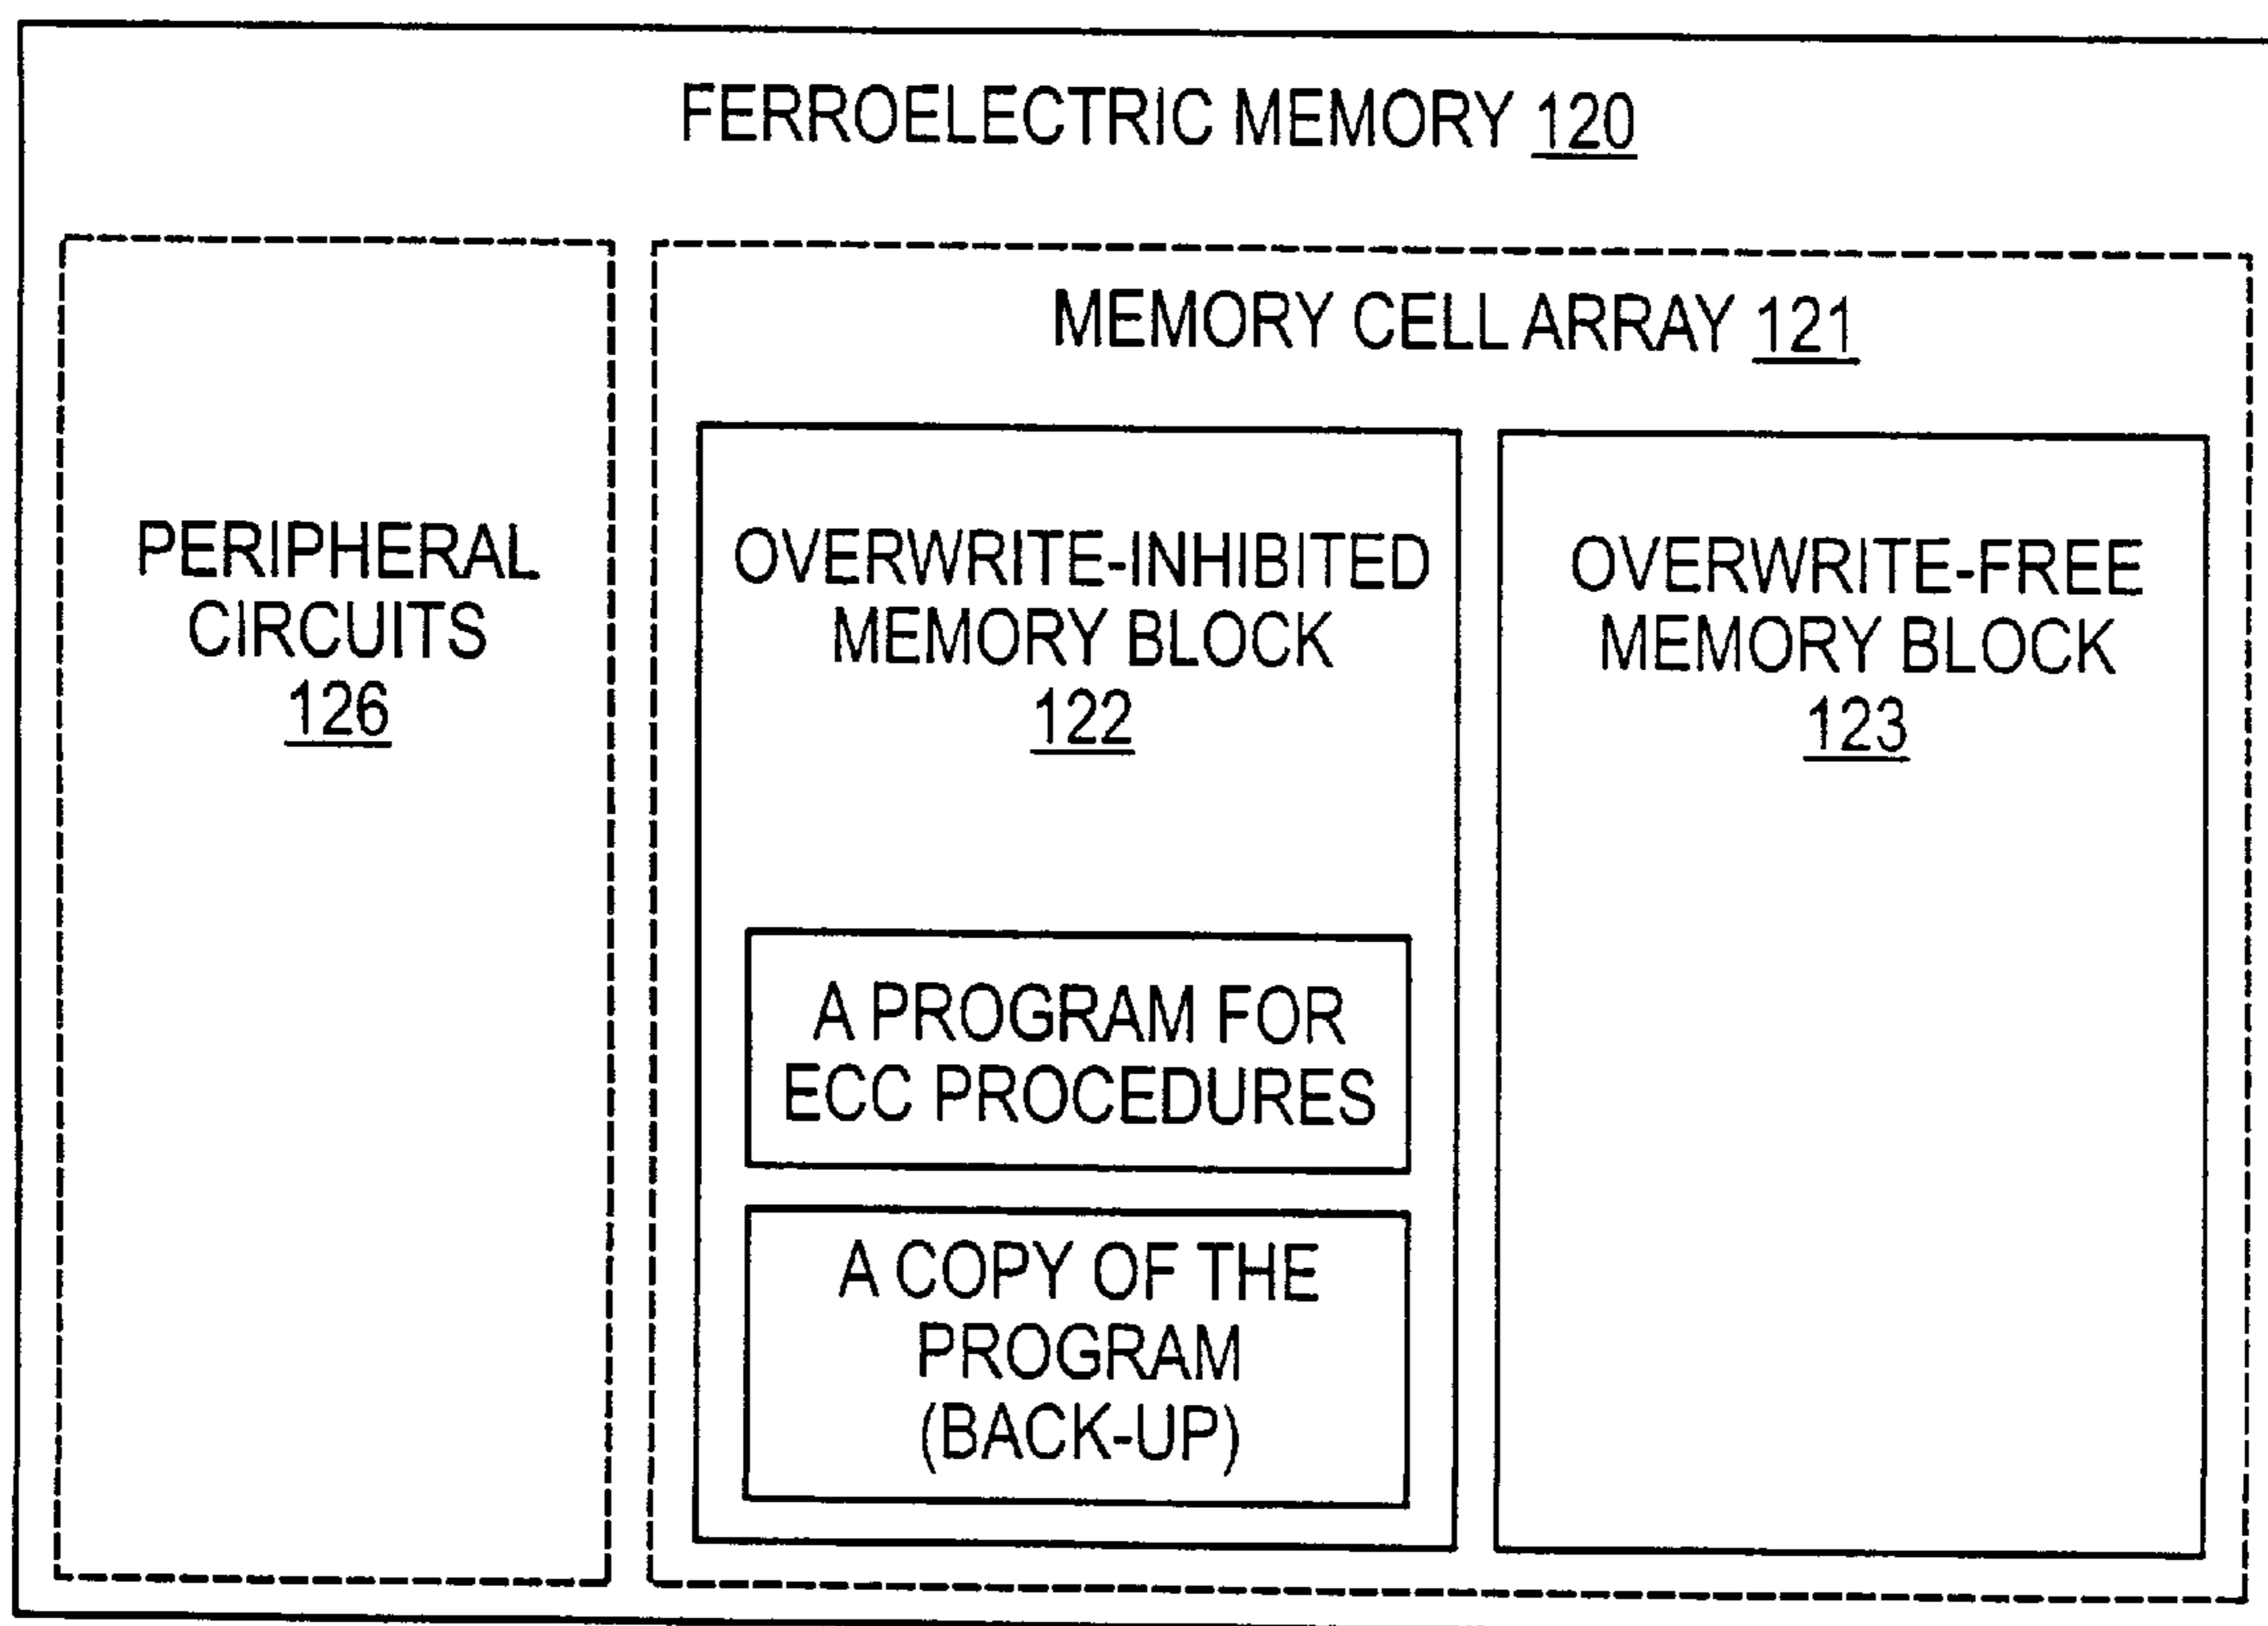 FERROELECTRIC MEMORY 120
MEMORY CELL ARRAY 121
PERIPHERAL
CIRCUITS
126
OVERWRITE-INHIBITED
MEMORY BLOCK
122
A PROGRAM FOR
ECC PROCEDURES
A COPY OF THE
PROGRAM
(BACK-UP)
OVERWRITE-FREE
MEMORY BLOCK
123